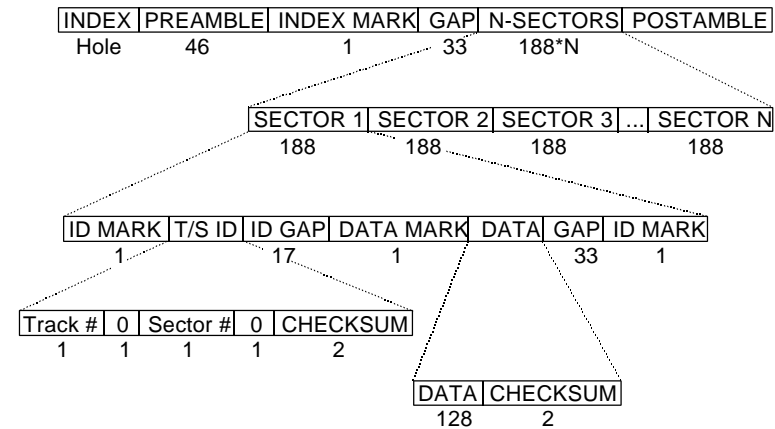 INDEX PREAMBLE INDEX MARK GAP N-SECTORS POSTAMBLE
Hole 46 1 33 188*N
SECTOR 1 SECTOR 2 SECTOR 3 ... SECTOR N
188 188 188 188
ID MARK T/S ID ID GAP DATA MARK DATA GAP ID MARK
1 17 1 33 1
Track # 0 Sector # 0 CHECKSUM
1 1 1 1 2
DATA CHECKSUM
128 2